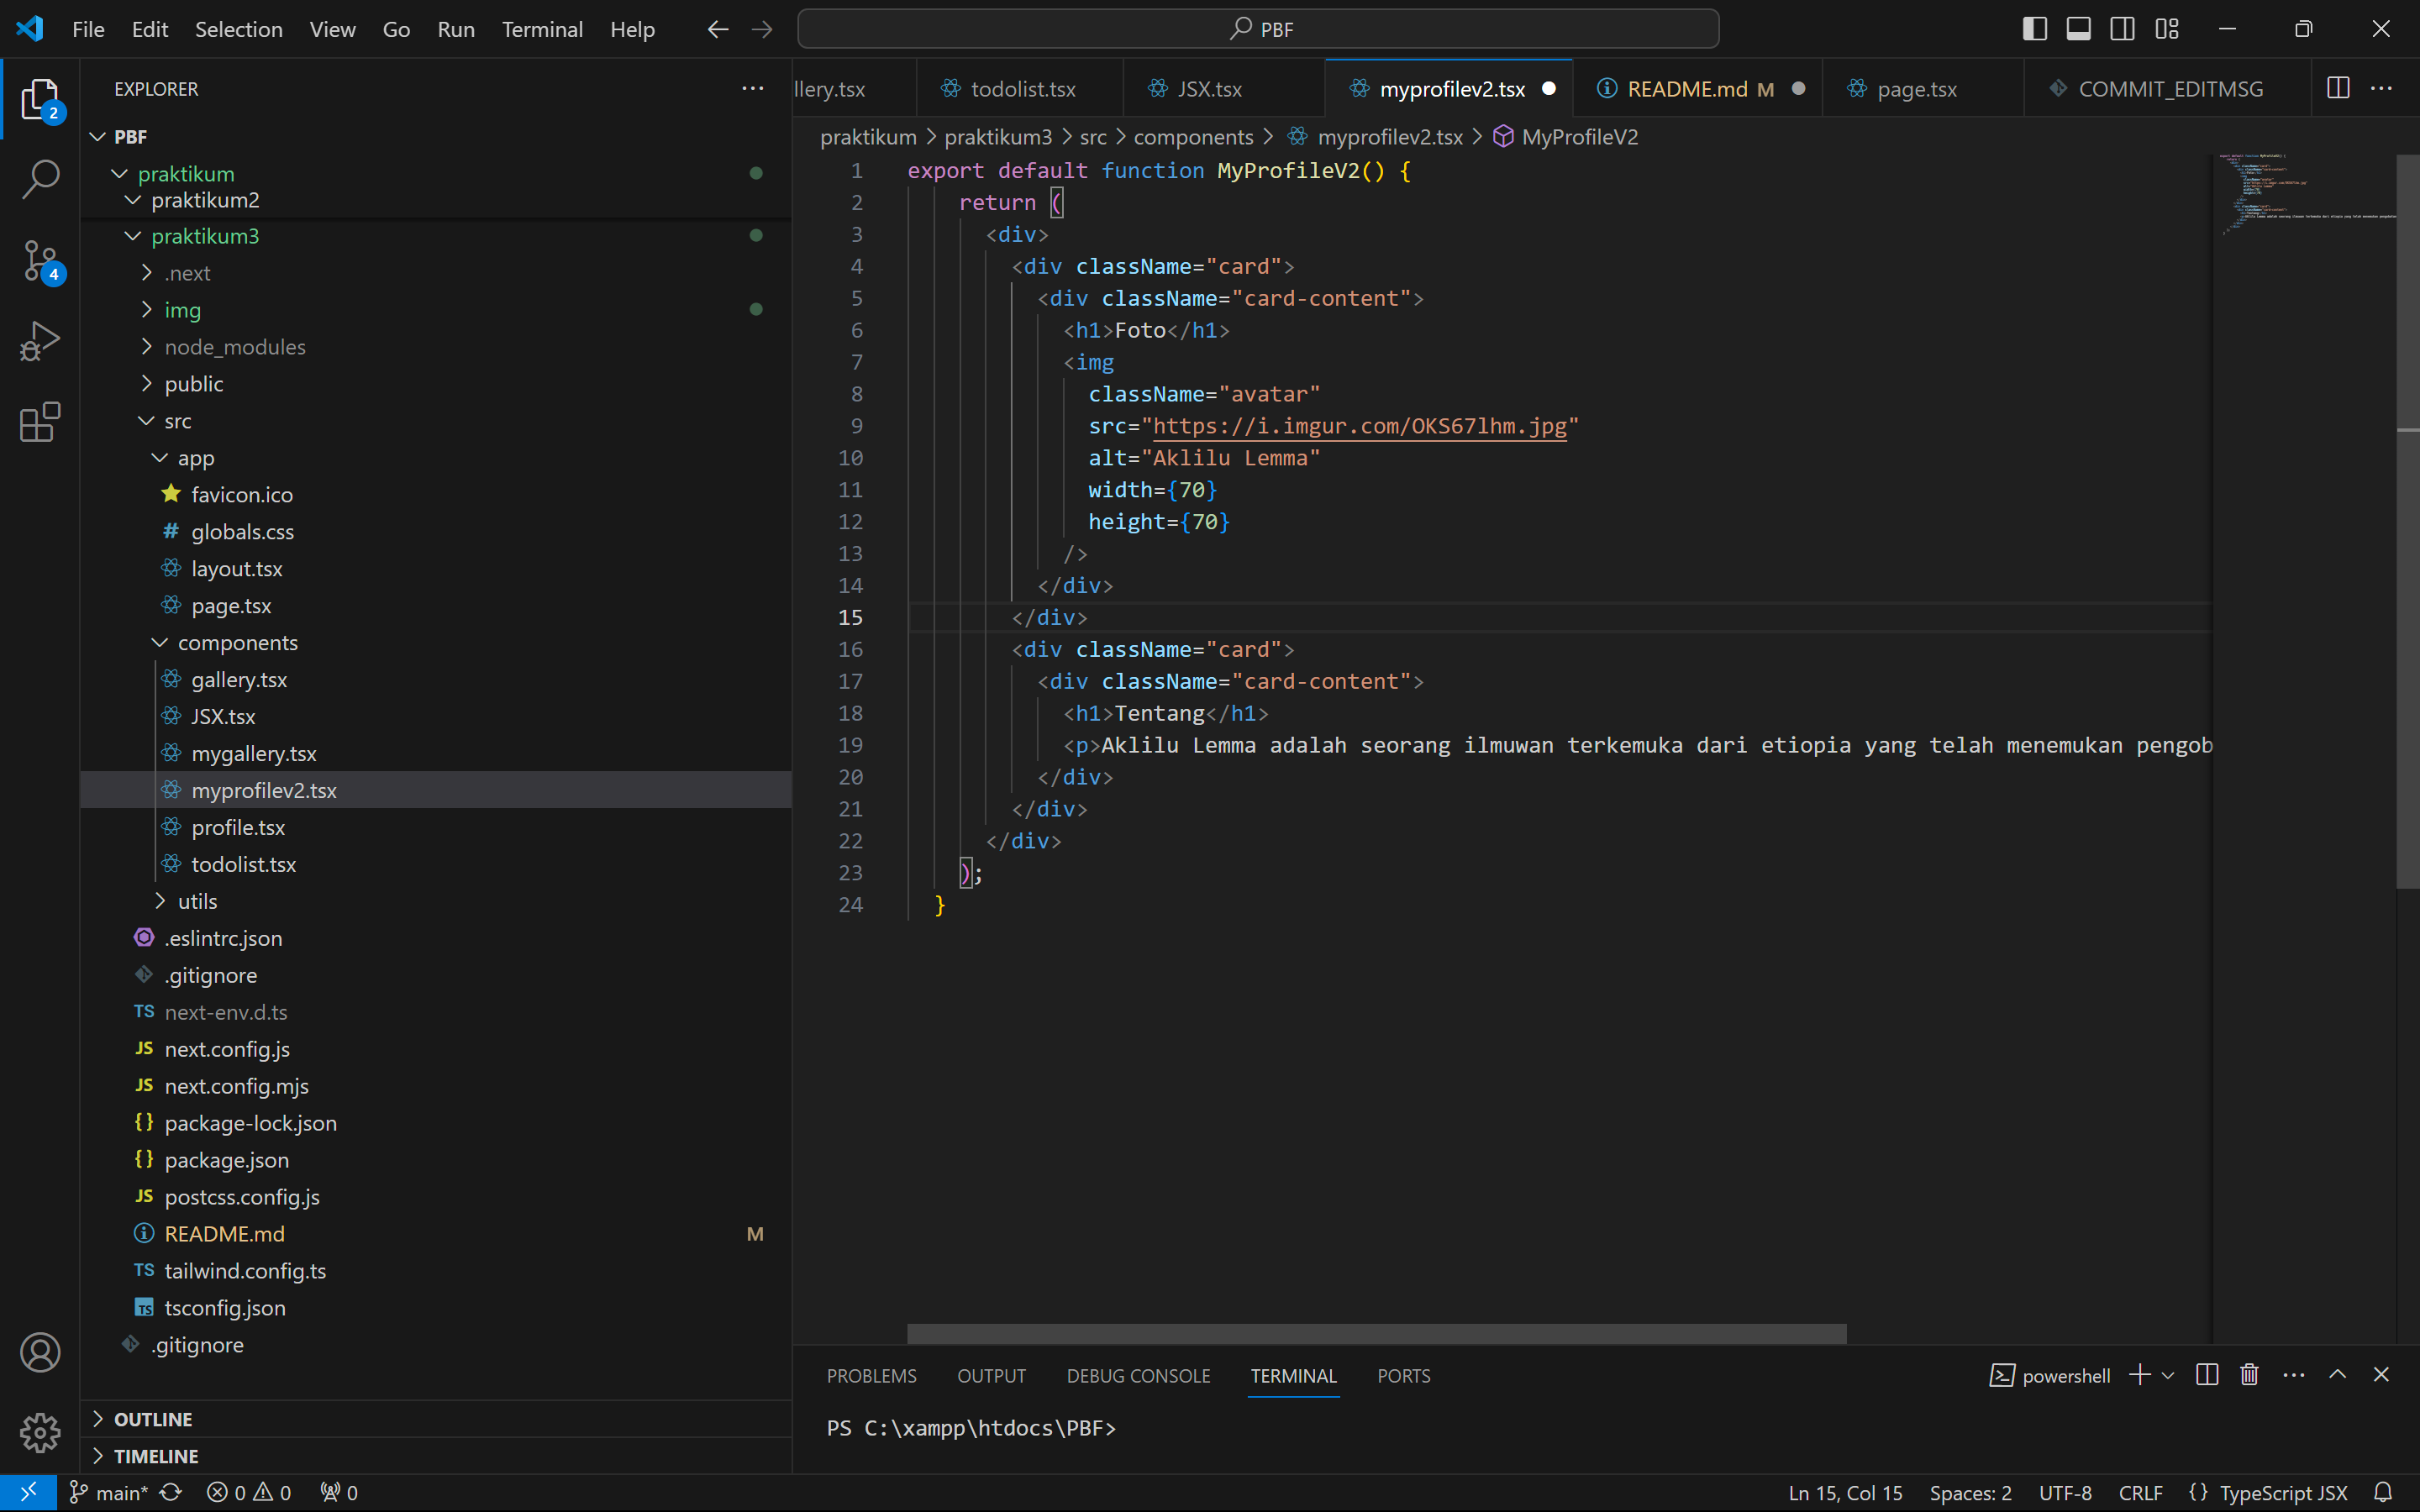 File Edit Selection View Go Run Terminal Help PBF
EXPLORER
2
4
PBF
praktikum
praktikum2
praktikum3
.next
img
node_modules
public
src
app
favicon.ico
# globals.css
layout.tsx
page.tsx
components
gallery.tsx
JSX.tsx
mygallery.tsx
myprofilev2.tsx
profile.tsx
todolist.tsx
utils
.eslintrc.json
.gitignore
TS next-env.d.ts
JS next.config.js
JS next.config.mjs
{} package-lock.json
{} package.json
JS postcss.config.js
README.md M
TS tailwind.config.ts
TS tsconfig.json
.gitignore
OUTLINE
TIMELINE
llery.tsx todolist.tsx JSX.tsx myprofilev2.tsx README.md M page.tsx COMMIT_EDITMSG
praktikum > praktikum3 > src > components > myprofilev2.tsx > MyProfileV2
1 export default function MyProfileV2() {
2 return (
3 <div>
4 <div className="card">
5 <div className="card-content">
6 <h1>Foto</h1>
7 <img
8 className="avatar"
9 src="https://i.imgur.com/OKS67lhm.jpg"
10 alt="Aklilu Lemma"
11 width={70}
12 height={70}
13 />
14 </div>
15 </div>
16 <div className="card">
17 <div className="card-content">
18 <h1>Tentang</h1>
19 <p>Aklilu Lemma adalah seorang ilmuwan terkemuka dari etiopia yang telah menemukan pengob
20 </div>
21 </div>
22 </div>
23 );
24 }
PROBLEMS OUTPUT DEBUG CONSOLE TERMINAL PORTS powershell
PS C:\xampp\htdocs\PBF>
main* 0 0 0 Ln 15, Col 15 Spaces: 2 UTF-8 CRLF {} TypeScript JSX